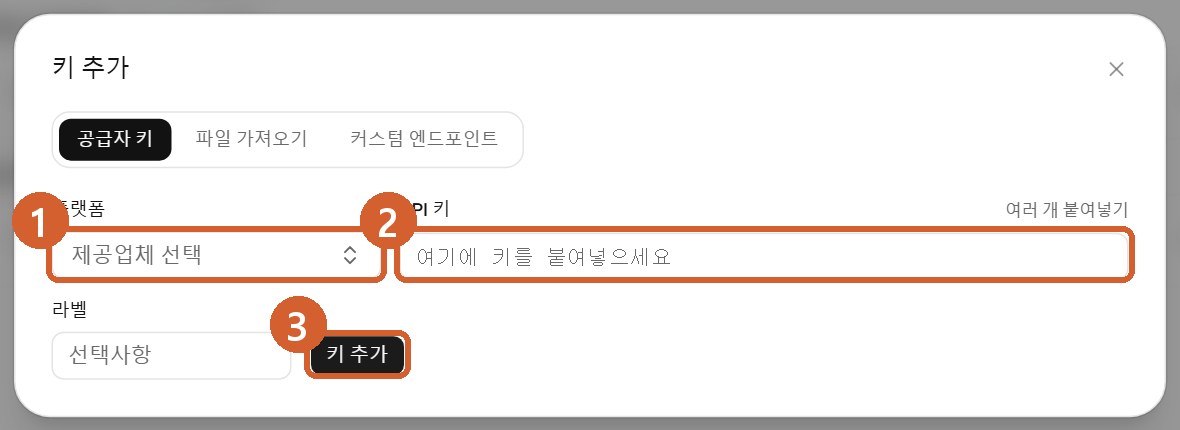 키 추가
공급자 키 파일 가져오기 커스텀 엔드포인트
1 2 PI 키 여러 개 붙여넣기
제공업체 선택 여기에 키를 붙여넣으세요
라벨
3
선택사항 키 추가